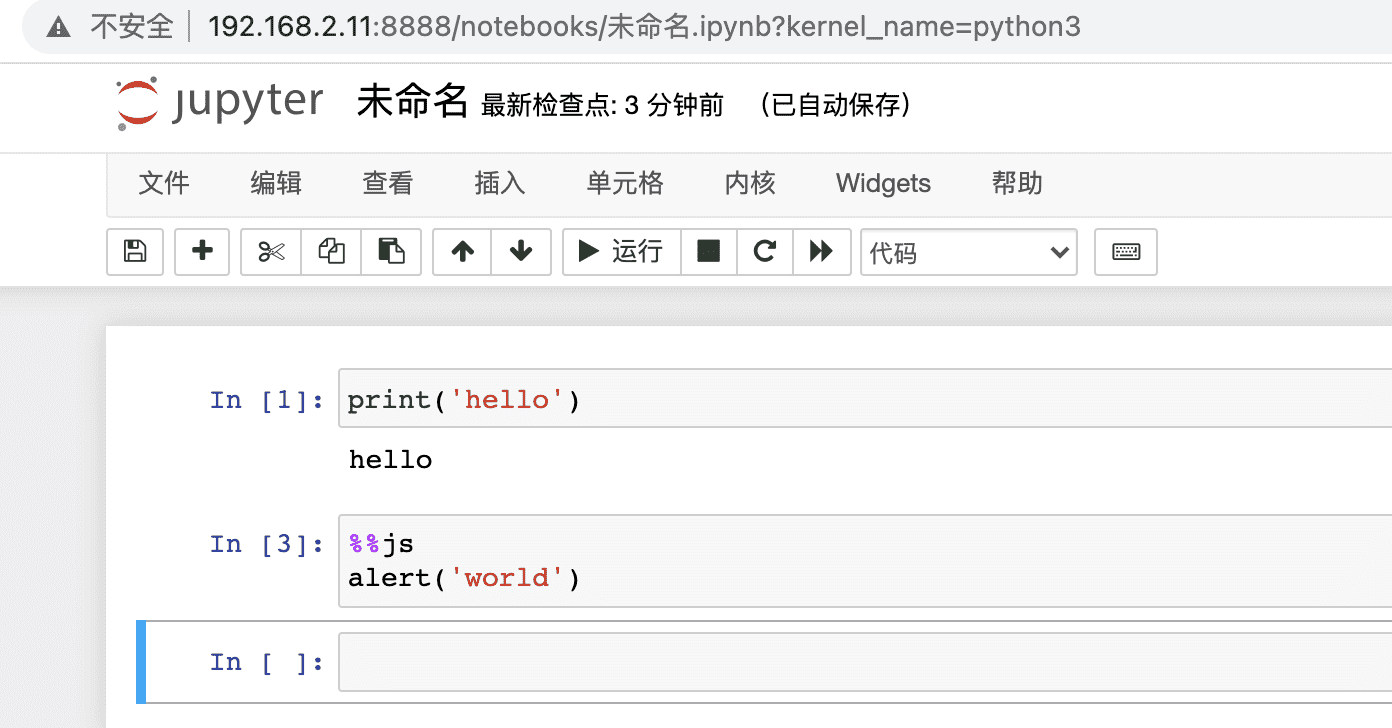 不安全 192.168.2.11:8888/notebooks/未命名.ipynb?kernel_name=python3
jupyter 未命名 最新检查点: 3 分钟前 （已自动保存）
文件 编辑 查看 插入 单元格 内核 Widgets 帮助
运行 代码
In [1]: print('hello')
hello
In [3]: %%js
alert('world')
In [ ]: